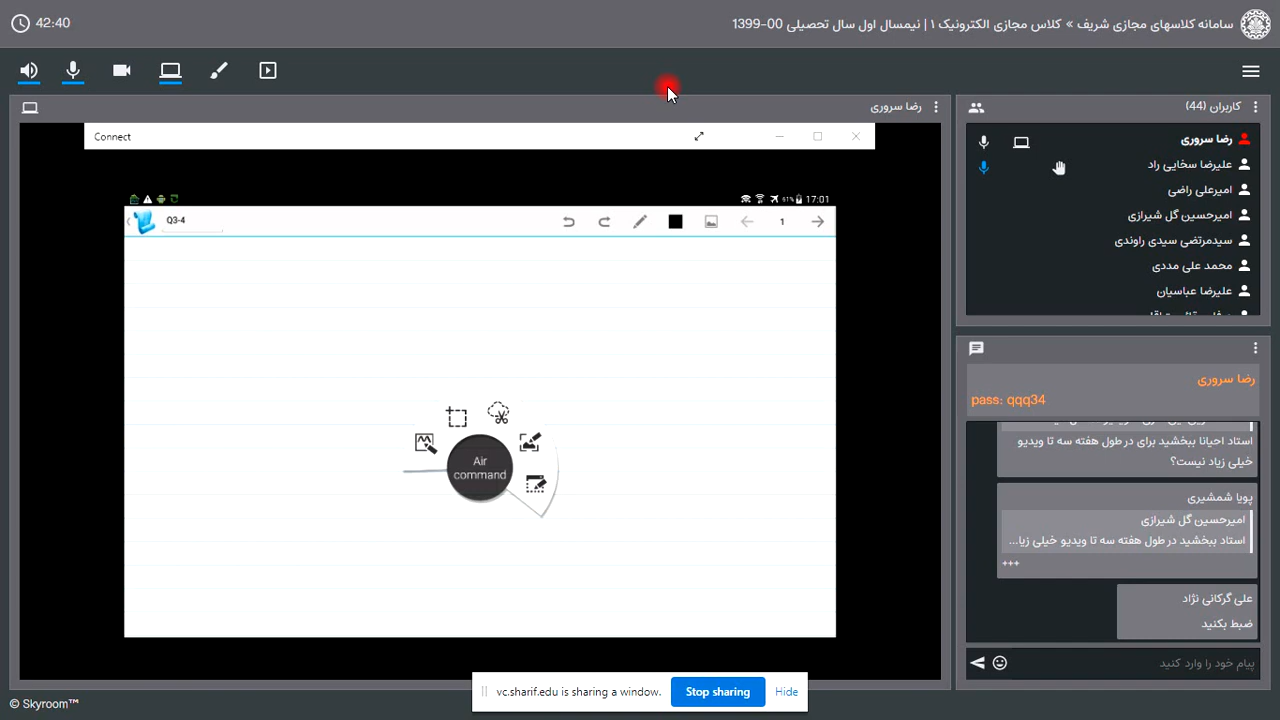 42:40
سامانه کلاسهای مجازی شریف » کلاس مجازی الکترونیک ۱ | نیمسال اول سال تحصیلی 00-1399
رضا سروری
Connect
17:01
61%
Q3-4
1
Air
command
کاربران (44)
رضا سروری
علیرضا سخایی راد
امیرعلی راضی
امیرحسین گل شیرازی
سیدمرتضی سیدی راوندی
محمد علی مددی
علیرضا عباسیان
رضا سروری
pass: qqq34
استاد احیانا ببخشید برای در طول هفته سه تا ویدیو
خیلی زیاد نیست؟
پویا شمشیری
امیرحسین گل شیرازی
استاد ببخشید در طول هفته سه تا ویدیو خیلی زیا...
+++
علی گرکانی نژاد
ضبط بکنید
پیام خود را وارد کنید
vc.sharif.edu is sharing a window.
Stop sharing
Hide
© Skyroom™